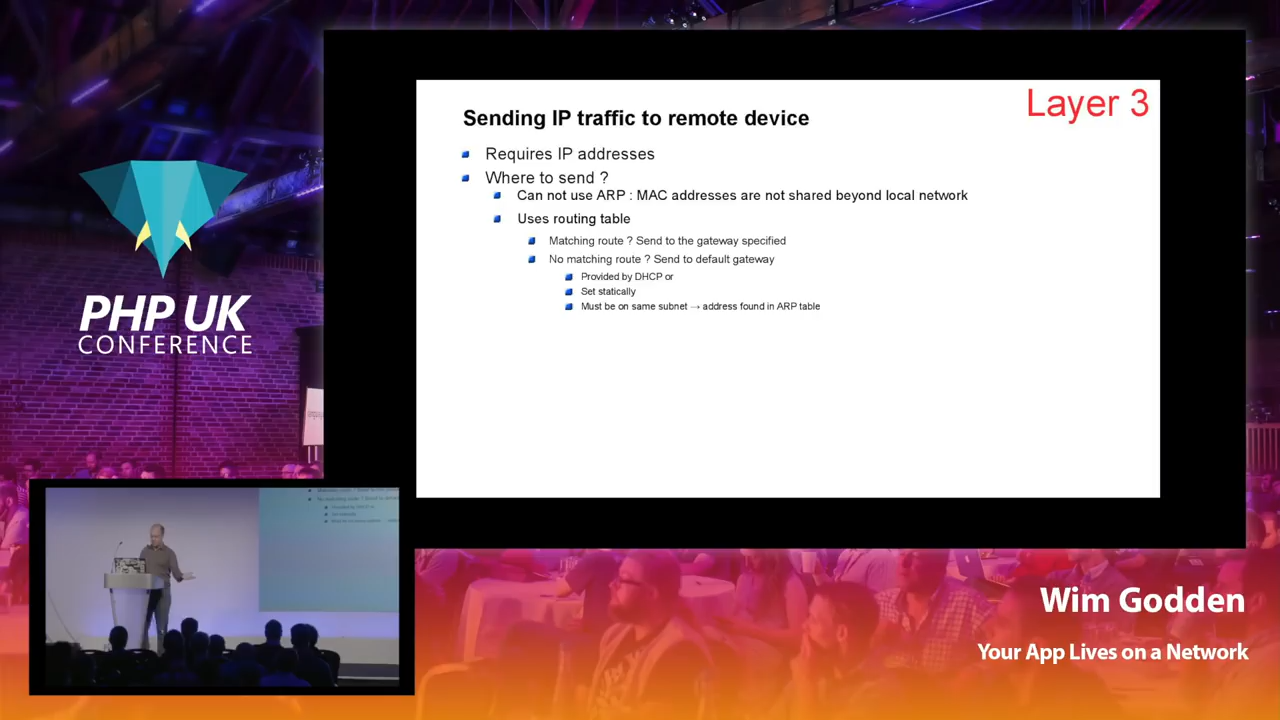 Layer 3
Sending IP traffic to remote device
Requires IP addresses
Where to send ?
Can not use ARP : MAC addresses are not shared beyond local network
Uses routing table
Matching route ? Send to the gateway specified
No matching route ? Send to default gateway
Provided by DHCP or
Set statically
Must be on same subnet → address found in ARP table
PHP UK
CONFERENCE
Wim Godden
Your App Lives on a Network